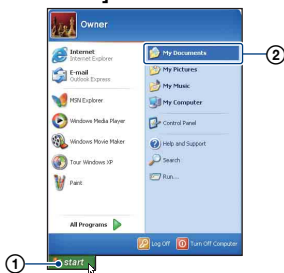 Owner
Internet
Internet Explorer
E-mail
Outlook Express
MSN Explorer
Windows Media Player
Windows Movie Maker
Tour Windows XP
Paint
All Programs
My Documents
2
My Pictures
My Music
My Computer
Control Panel
Help and Support
Search
Run...
Log Off
Turn Off Computer
1
start